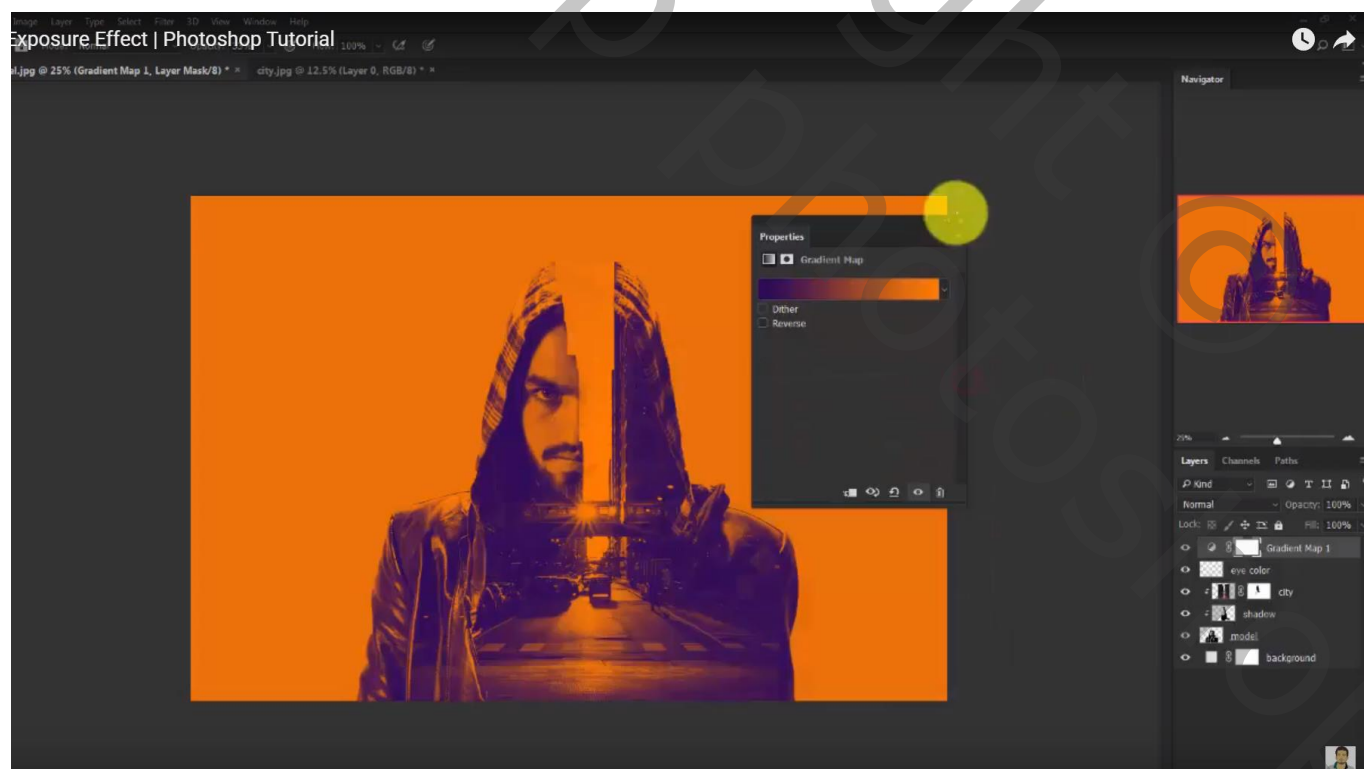 Image Layer Type Select Filter 3D View Window Help
Exposure Effect | Photoshop Tutorial
100%
el.jpg @ 25% (Gradient Map 1, Layer Mask/8) * × city.jpg @ 12.5% (Layer 0, RGB/8) * ×
Navigator
Properties
Gradient Map
Dither
Reverse
25%
Layers Channels Paths
Kind
Normal Opacity: 100%
Lock: Fill: 100%
Gradient Map 1
eye color
city
shadow
model
background